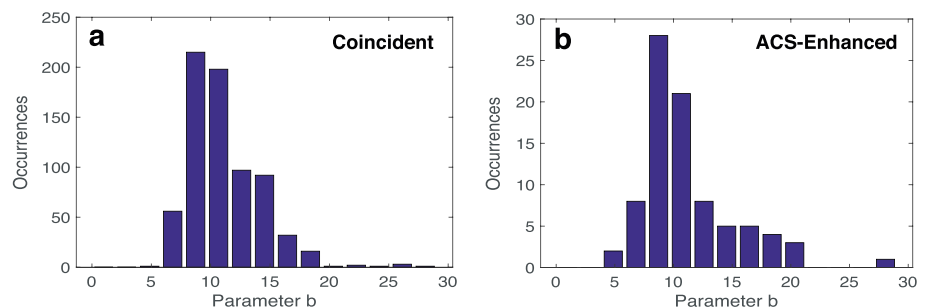 a
Coincident
250
200
150
100
50
0
Occurrences
0 5 10 15 20 25 30
Parameter b
b
ACS-Enhanced
30
25
20
15
10
5
0
Occurrences
0 5 10 15 20 25 30
Parameter b